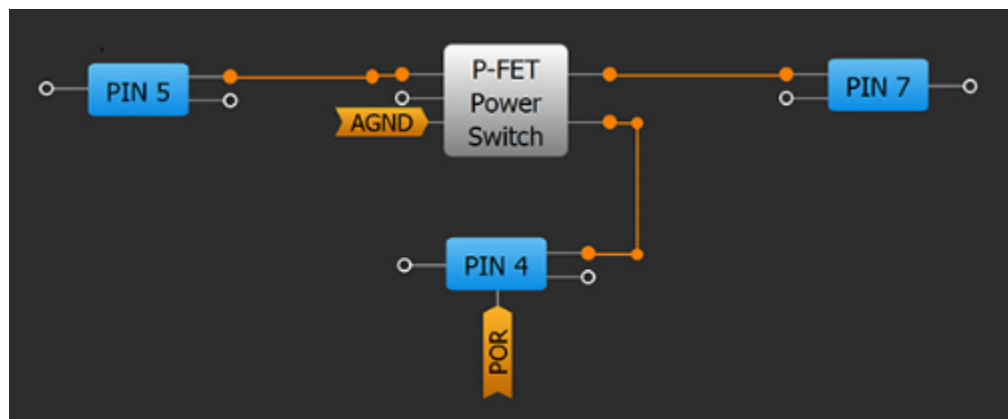 PIN 5
P-FET
Power
Switch
AGND
PIN 7
PIN 4
POR